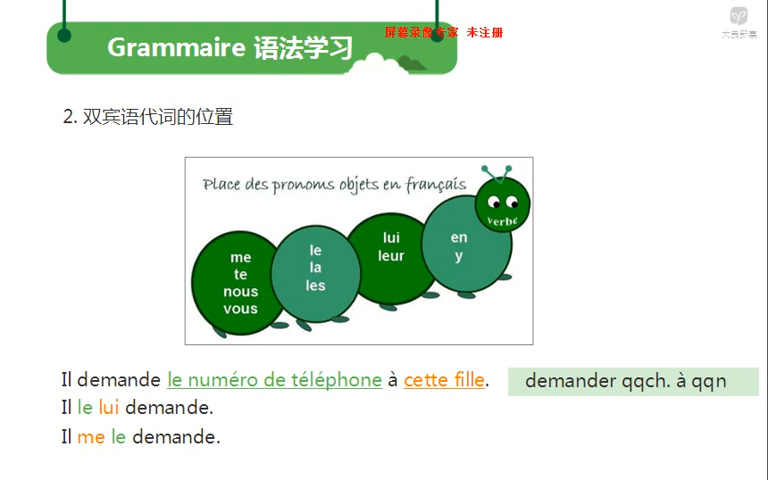 屏幕录像专家 未注册
Grammaire 语法学习
2. 双宾语代词的位置
Place des pronoms objets en français
me
te
nous
vous
le
la
les
lui
leur
en
y
verbe
Il demande le numéro de téléphone à cette fille.
demander qqch. à qqn
Il le lui demande.
Il me le demande.